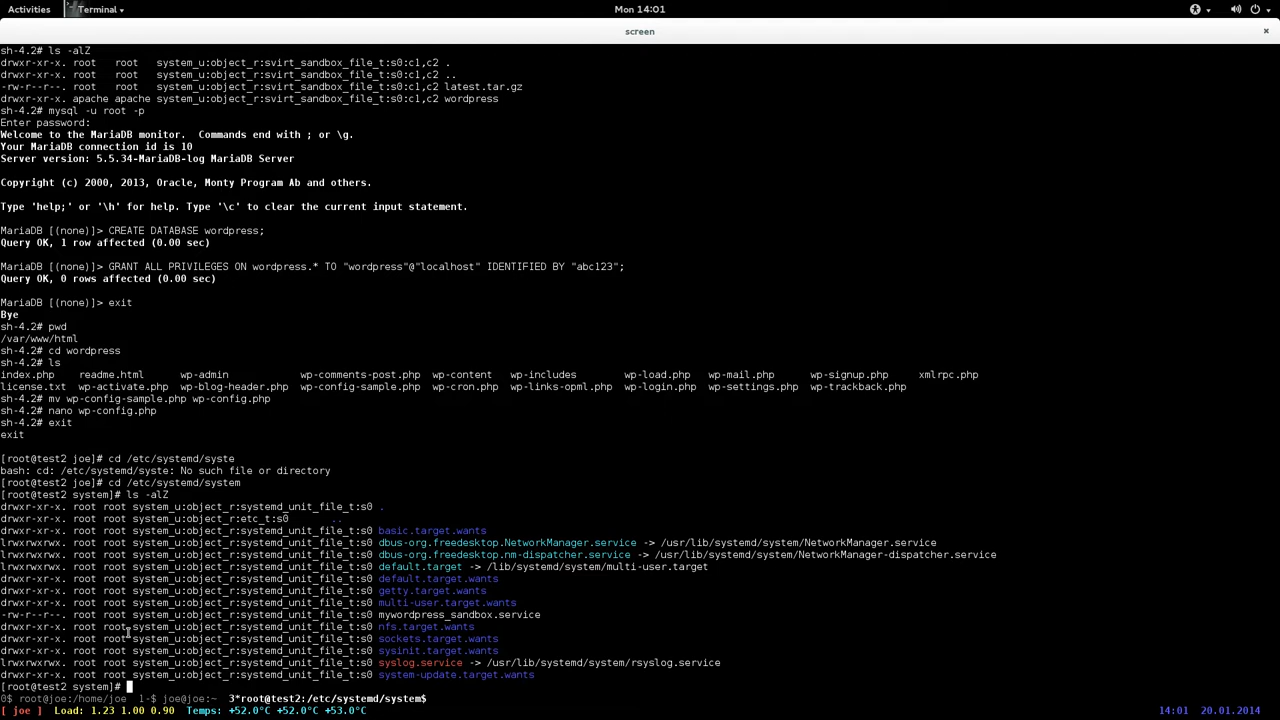 Activities Terminal Mon 14:01
screen ×
sh-4.2# ls -alZ
drwxr-xr-x. root   root   system_u:object_r:svirt_sandbox_file_t:s0:c1,c2 .
drwxr-xr-x. root   root   system_u:object_r:svirt_sandbox_file_t:s0:c1,c2 ..
-rw-r--r--. root   root   system_u:object_r:svirt_sandbox_file_t:s0:c1,c2 latest.tar.gz
drwxr-xr-x. apache apache system_u:object_r:svirt_sandbox_file_t:s0:c1,c2 wordpress
sh-4.2# mysql -u root -p
Enter password:
Welcome to the MariaDB monitor.  Commands end with ; or \g.
Your MariaDB connection id is 10
Server version: 5.5.34-MariaDB-log MariaDB Server
Copyright (c) 2000, 2013, Oracle, Monty Program Ab and others.
Type 'help;' or '\h' for help. Type '\c' to clear the current input statement.
MariaDB [(none)]> CREATE DATABASE wordpress;
Query OK, 1 row affected (0.00 sec)
MariaDB [(none)]> GRANT ALL PRIVILEGES ON wordpress.* TO "wordpress"@"localhost" IDENTIFIED BY "abc123";
Query OK, 0 rows affected (0.00 sec)
MariaDB [(none)]> exit
Bye
sh-4.2# pwd
/var/www/html
sh-4.2# cd wordpress
sh-4.2# ls
index.php    readme.html      wp-admin            wp-comments-post.php  wp-content   wp-includes        wp-load.php   wp-mail.php      wp-signup.php     xmlrpc.php
license.txt  wp-activate.php  wp-blog-header.php  wp-config-sample.php  wp-cron.php  wp-links-opml.php  wp-login.php  wp-settings.php  wp-trackback.php
sh-4.2# mv wp-config-sample.php wp-config.php
sh-4.2# nano wp-config.php
sh-4.2# exit
exit
[root@test2 joe]# cd /etc/systemd/syste
bash: cd: /etc/systemd/syste: No such file or directory
[root@test2 joe]# cd /etc/systemd/system
[root@test2 system]# ls -alZ
drwxr-xr-x. root root system_u:object_r:systemd_unit_file_t:s0 .
drwxr-xr-x. root root system_u:object_r:etc_t:s0       ..
drwxr-xr-x. root root system_u:object_r:systemd_unit_file_t:s0 basic.target.wants
lrwxrwxrwx. root root system_u:object_r:systemd_unit_file_t:s0 dbus-org.freedesktop.NetworkManager.service -> /usr/lib/systemd/system/NetworkManager.service
lrwxrwxrwx. root root system_u:object_r:systemd_unit_file_t:s0 dbus-org.freedesktop.nm-dispatcher.service -> /usr/lib/systemd/system/NetworkManager-dispatcher.service
lrwxrwxrwx. root root system_u:object_r:systemd_unit_file_t:s0 default.target -> /lib/systemd/system/multi-user.target
drwxr-xr-x. root root system_u:object_r:systemd_unit_file_t:s0 default.target.wants
drwxr-xr-x. root root system_u:object_r:systemd_unit_file_t:s0 getty.target.wants
drwxr-xr-x. root root system_u:object_r:systemd_unit_file_t:s0 multi-user.target.wants
-rw-r--r--. root root system_u:object_r:systemd_unit_file_t:s0 mywordpress_sandbox.service
drwxr-xr-x. root root system_u:object_r:systemd_unit_file_t:s0 nfs.target.wants
drwxr-xr-x. root root system_u:object_r:systemd_unit_file_t:s0 sockets.target.wants
drwxr-xr-x. root root system_u:object_r:systemd_unit_file_t:s0 sysinit.target.wants
lrwxrwxrwx. root root system_u:object_r:systemd_unit_file_t:s0 syslog.service -> /usr/lib/systemd/system/rsyslog.service
drwxr-xr-x. root root system_u:object_r:systemd_unit_file_t:s0 system-update.target.wants
[root@test2 system]#
0$ root@joe:/home/joe  1-$ joe@joe:~  3*root@test2:/etc/systemd/system$
[ joe ]  Load: 1.23 1.00 0.90  Temps: +52.0°C +52.0°C +53.0°C  14:01  20.01.2014